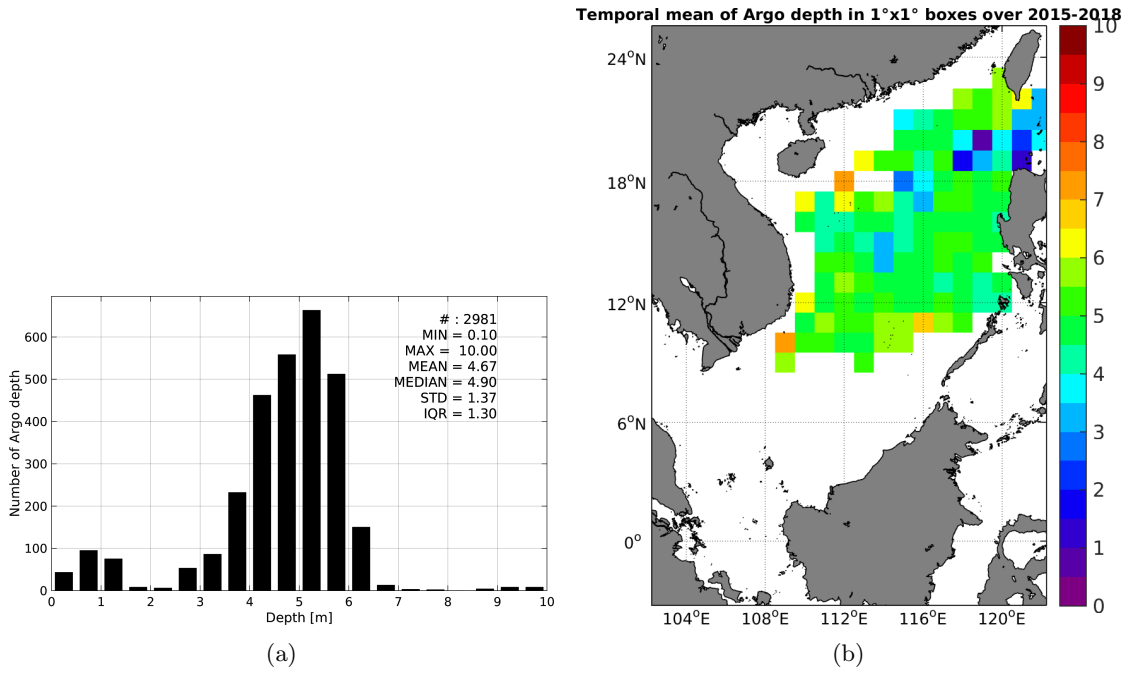 600
500
400
300
200
100
0
Number of Argo depth
# : 2981
MIN = 0.10
MAX = 10.00
MEAN = 4.67
MEDIAN = 4.90
STD = 1.37
IQR = 1.30
0 1 2 3 4 5 6 7 8 9 10
Depth [m]
(a)
Temporal mean of Argo depth in 1°x1° boxes over 2015-2018
24°N
18°N
12°N
6°N
0°
104°E 108°E 112°E 116°E 120°E
10
9
8
7
6
5
4
3
2
1
0
(b)